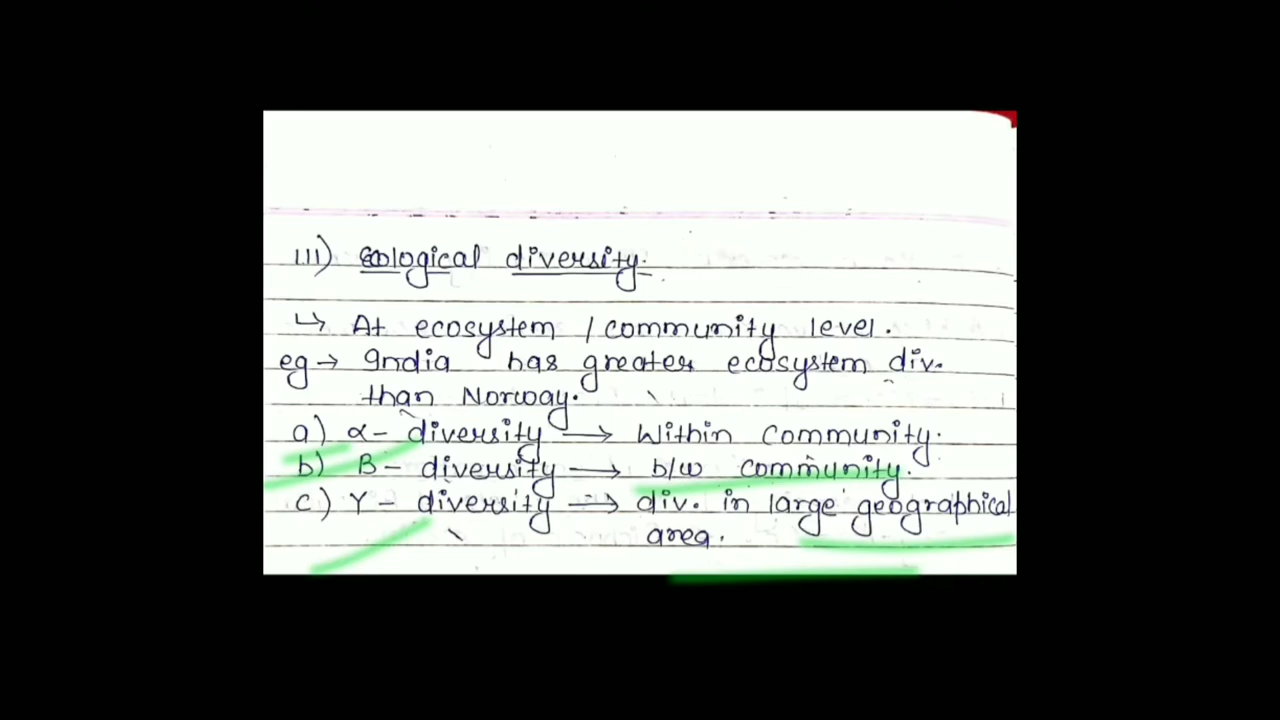 III) Ecological diversity.
↳ At ecosystem / community level.
eg → India has greater ecosystem div.
than Norway.
a) α- diversity → Within Community.
b) B- diversity → b/w community.
c) Y- diversity → div. in large geographical
area.